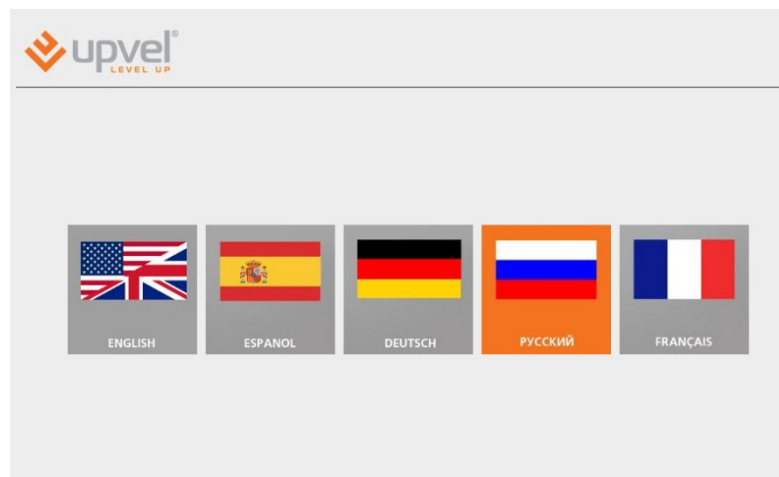 upvel®
LEVEL UP
ENGLISH
ESPANOL
DEUTSCH
РУССКИЙ
FRANÇAIS